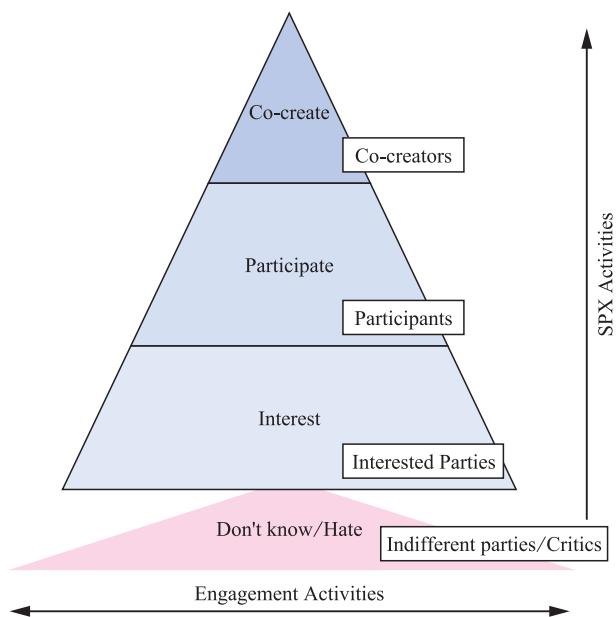 Co-create
Co-creators
Participate
Participants
Interest
Interested Parties
Don't know/Hate
Indifferent parties/Critics
Engagement Activities
SPX Activities